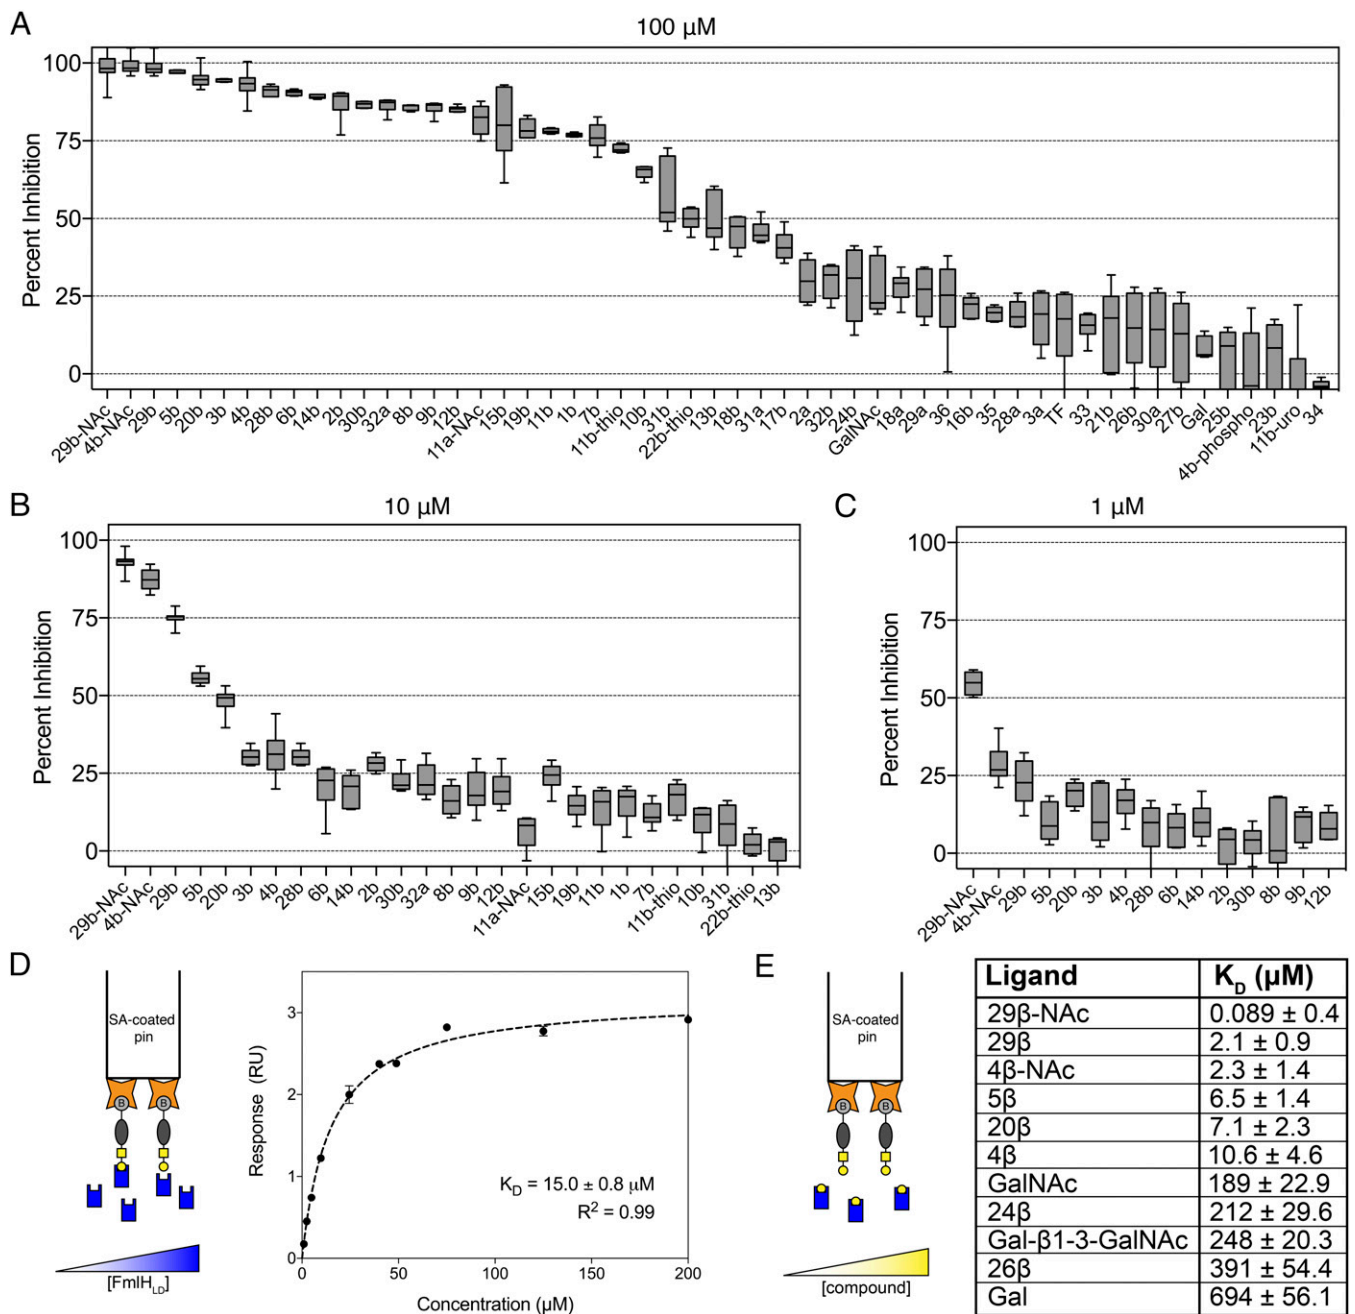 A
100 µM
Percent Inhibition
100
75
50
25
0
29b-NAc
4b-NAc
29b
5b
20b
3b
4b
28b
6b
14b
2b
30b
32a
8b
9b
12b
11a-NAc
15b
19b
11b
1b
7b
11b-thio
10b
31b
22b-thio
13b
18b
31a
17b
2a
32b
24b
GalNAc
18a
29a
36
16b
35
28a
3a
TF
33
21b
26b
30a
27b
Gal
25b
4b-phospho
23b
11b-uro
34
B
10 µM
Percent Inhibition
100
75
50
25
0
29b-NAc
4b-NAc
29b
5b
20b
3b
4b
28b
6b
14b
2b
30b
32a
8b
9b
12b
11a-NAc
15b
19b
11b
1b
7b
11b-thio
10b
31b
22b-thio
13b
C
1 µM
Percent Inhibition
100
75
50
25
0
29b-NAc
4b-NAc
29b
5b
20b
3b
4b
28b
6b
14b
2b
30b
8b
9b
12b
D
SA-coated
pin
B
B
[FmlH_LD]
Response (RU)
3
2
1
0
0
50
100
150
200
K_D = 15.0 ± 0.8 µM
R² = 0.99
Concentration (µM)
E
SA-coated
pin
B
B
[compound]
Ligand K_D (µM)
29β-NAc 0.089 ± 0.4
29β 2.1 ± 0.9
4β-NAc 2.3 ± 1.4
5β 6.5 ± 1.4
20β 7.1 ± 2.3
4β 10.6 ± 4.6
GalNAc 189 ± 22.9
24β 212 ± 29.6
Gal-β1-3-GalNAc 248 ± 20.3
26β 391 ± 54.4
Gal 694 ± 56.1